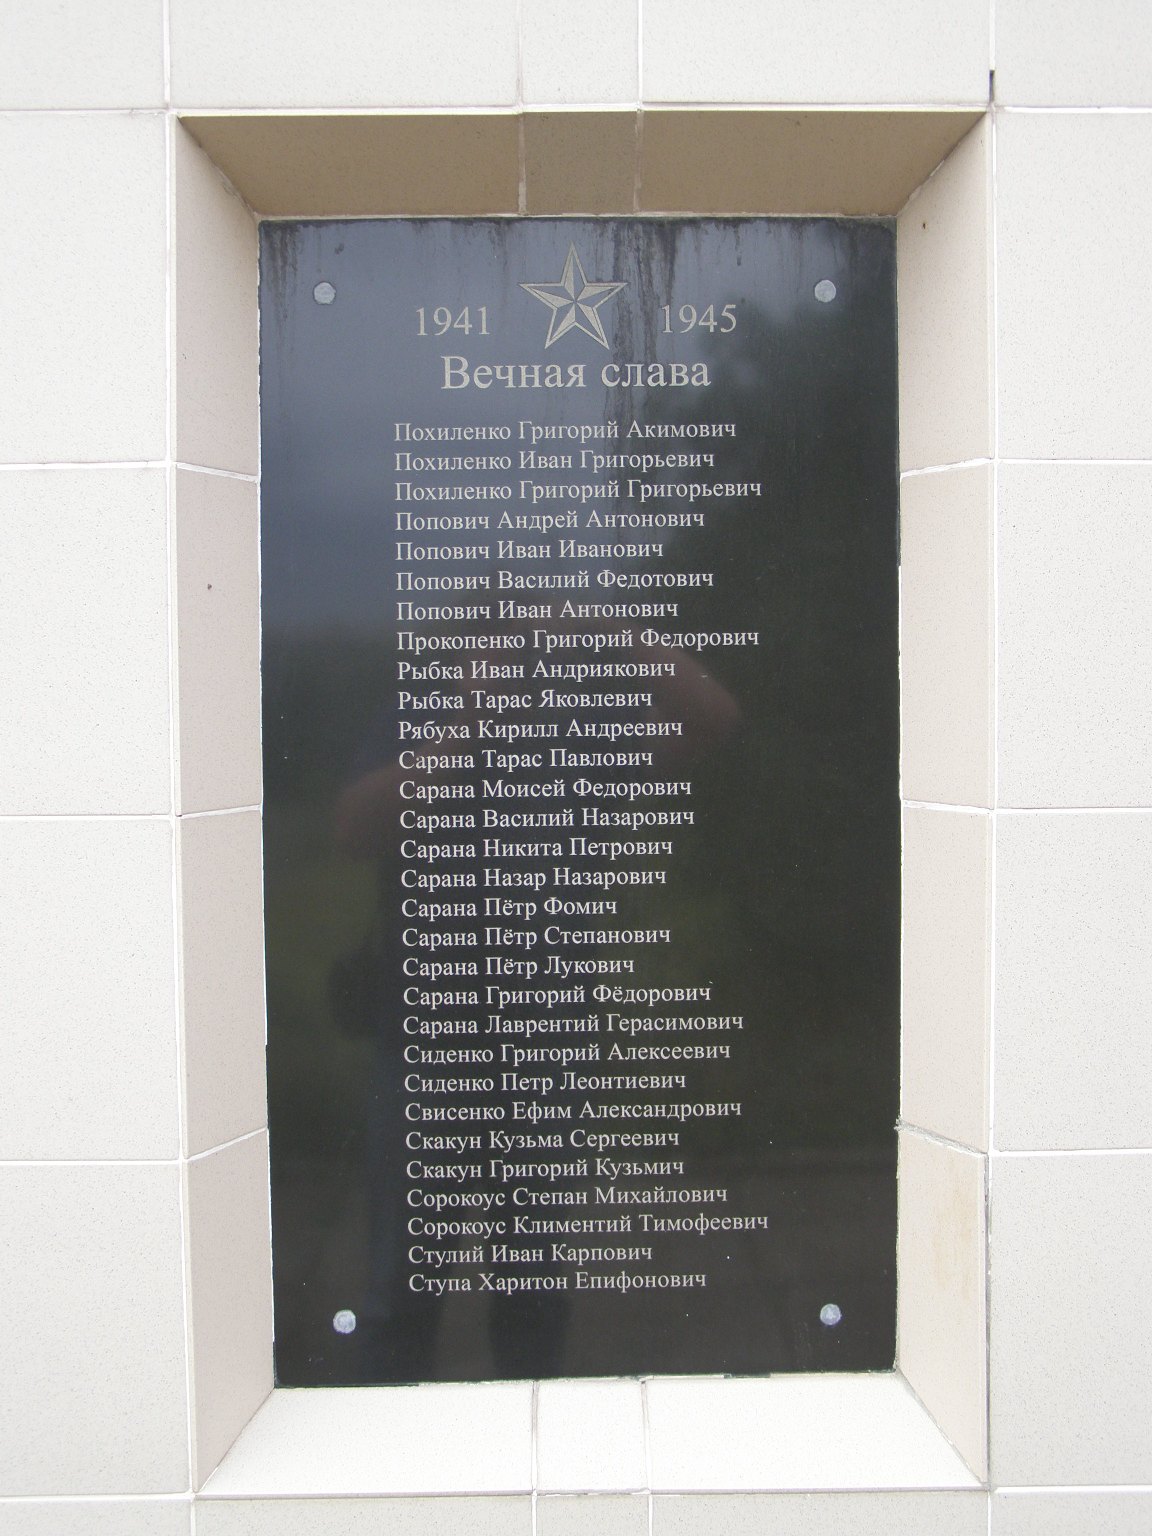 1941 1945
Вечная слава
Похиленко Григорий Акимович
Похиленко Иван Григорьевич
Похиленко Григорий Григорьевич
Попович Андрей Антонович
Попович Иван Иванович
Попович Василий Федотович
Попович Иван Антонович
Прокопенко Григорий Федорович
Рыбка Иван Андриякович
Рыбка Тарас Яковлевич
Рябуха Кирилл Андреевич
Сарана Тарас Павлович
Сарана Моисей Федорович
Сарана Василий Назарович
Сарана Никита Петрович
Сарана Назар Назарович
Сарана Пётр Фомич
Сарана Пётр Степанович
Сарана Пётр Лукович
Сарана Григорий Фёдорович
Сарана Лаврентий Герасимович
Сиденко Григорий Алексеевич
Сиденко Петр Леонтиевич
Свисенко Ефим Александрович
Скакун Кузьма Сергеевич
Скакун Григорий Кузьмич
Сорокоус Степан Михайлович
Сорокоус Климентий Тимофеевич
Стулий Иван Карпович
Ступа Харитон Епифонович